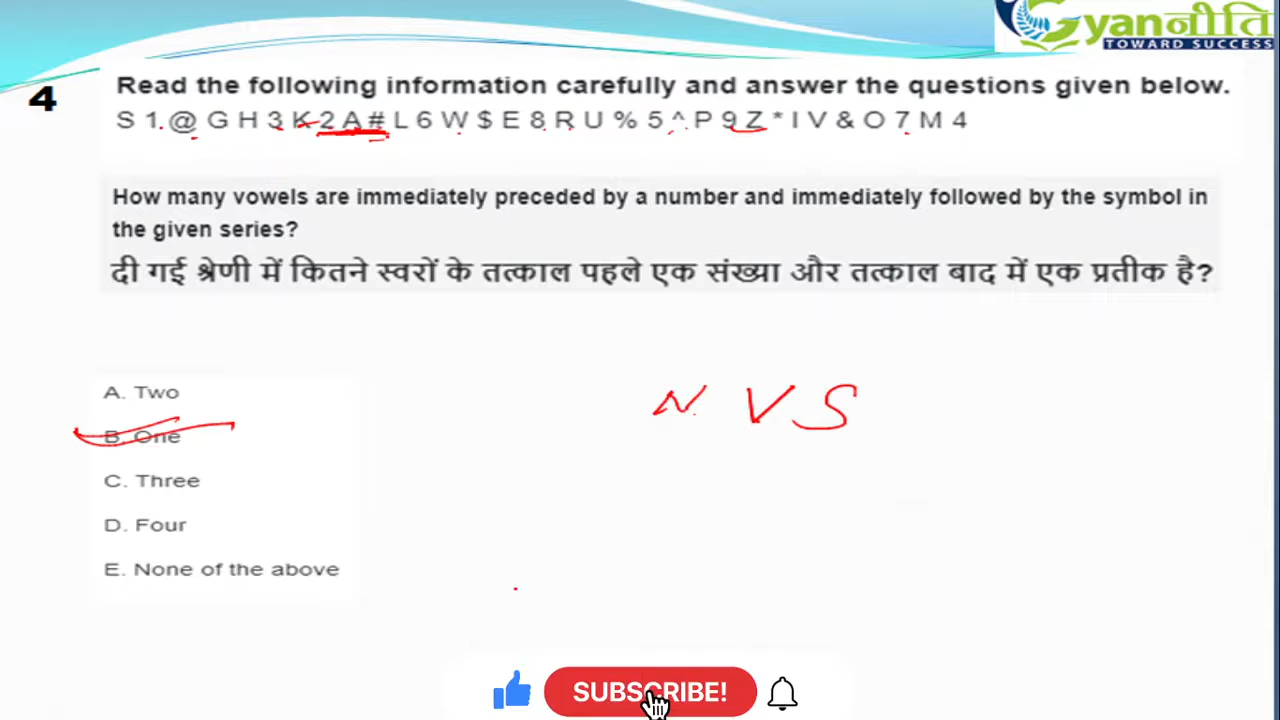 Gyanनीति
TOWARD SUCCESS
4
Read the following information carefully and answer the questions given below.
S 1 @ G H 3 K 2 A # L 6 W $ E 8 R U % 5 ^ P 9 Z * I V & O 7 M 4
How many vowels are immediately preceded by a number and immediately followed by the symbol in
the given series?
दी गई श्रेणी में कितने स्वरों के तत्काल पहले एक संख्या और तत्काल बाद में एक प्रतीक है?
A. Two
N. V S
B. One
C. Three
D. Four
E. None of the above
SUBSCRIBE!